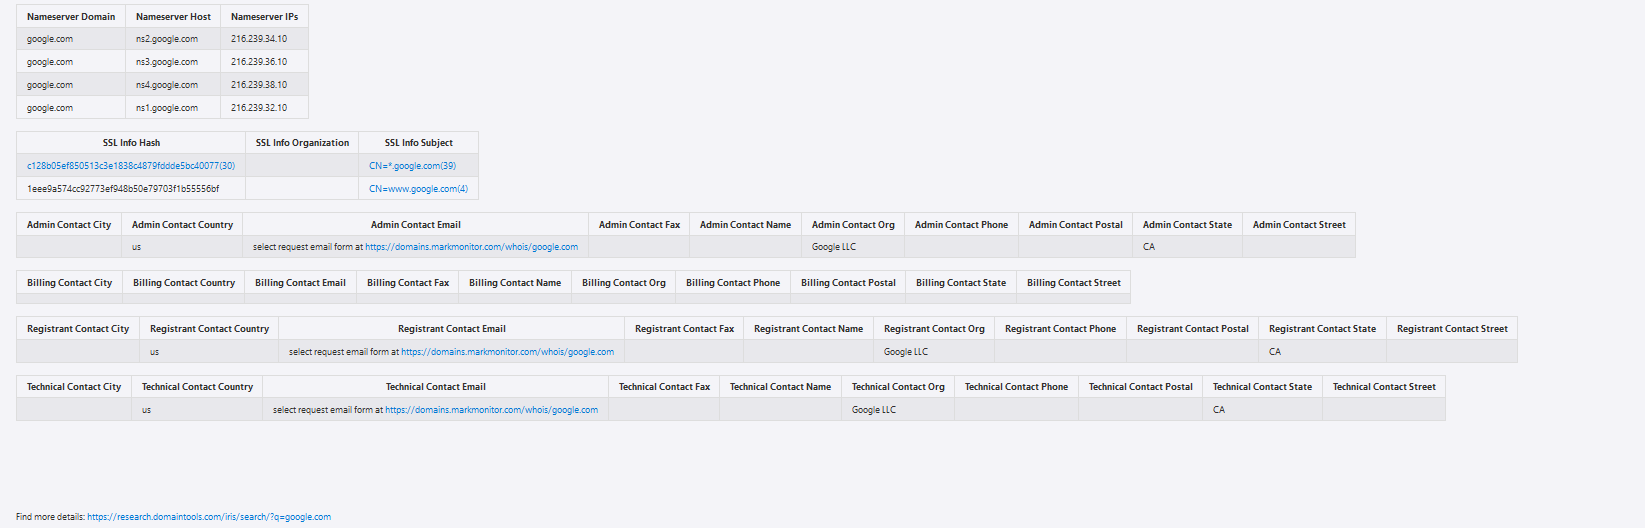 Nameserver Domain Nameserver Host Nameserver IPs
google.com ns2.google.com 216.239.34.10
google.com ns3.google.com 216.239.36.10
google.com ns4.google.com 216.239.38.10
google.com ns1.google.com 216.239.32.10
SSL Info Hash SSL Info Organization SSL Info Subject
c128b05ef850513c3e1838c4879fddde5bc40077(30) CN=*.google.com(39)
1eee9a574cc92773ef948b50e79703f1b55556bf CN=www.google.com(4)
Admin Contact City Admin Contact Country Admin Contact Email Admin Contact Fax Admin Contact Name Admin Contact Org Admin Contact Phone Admin Contact Postal Admin Contact State Admin Contact Street
us select request email form at https://domains.markmonitor.com/whois/google.com Google LLC CA
Billing Contact City Billing Contact Country Billing Contact Email Billing Contact Fax Billing Contact Name Billing Contact Org Billing Contact Phone Billing Contact Postal Billing Contact State Billing Contact Street
Registrant Contact City Registrant Contact Country Registrant Contact Email Registrant Contact Fax Registrant Contact Name Registrant Contact Org Registrant Contact Phone Registrant Contact Postal Registrant Contact State Registrant Contact Street
us select request email form at https://domains.markmonitor.com/whois/google.com Google LLC CA
Technical Contact City Technical Contact Country Technical Contact Email Technical Contact Fax Technical Contact Name Technical Contact Org Technical Contact Phone Technical Contact Postal Technical Contact State Technical Contact Street
us select request email form at https://domains.markmonitor.com/whois/google.com Google LLC CA
Find more details: https://research.domaintools.com/iris/search/?q=google.com